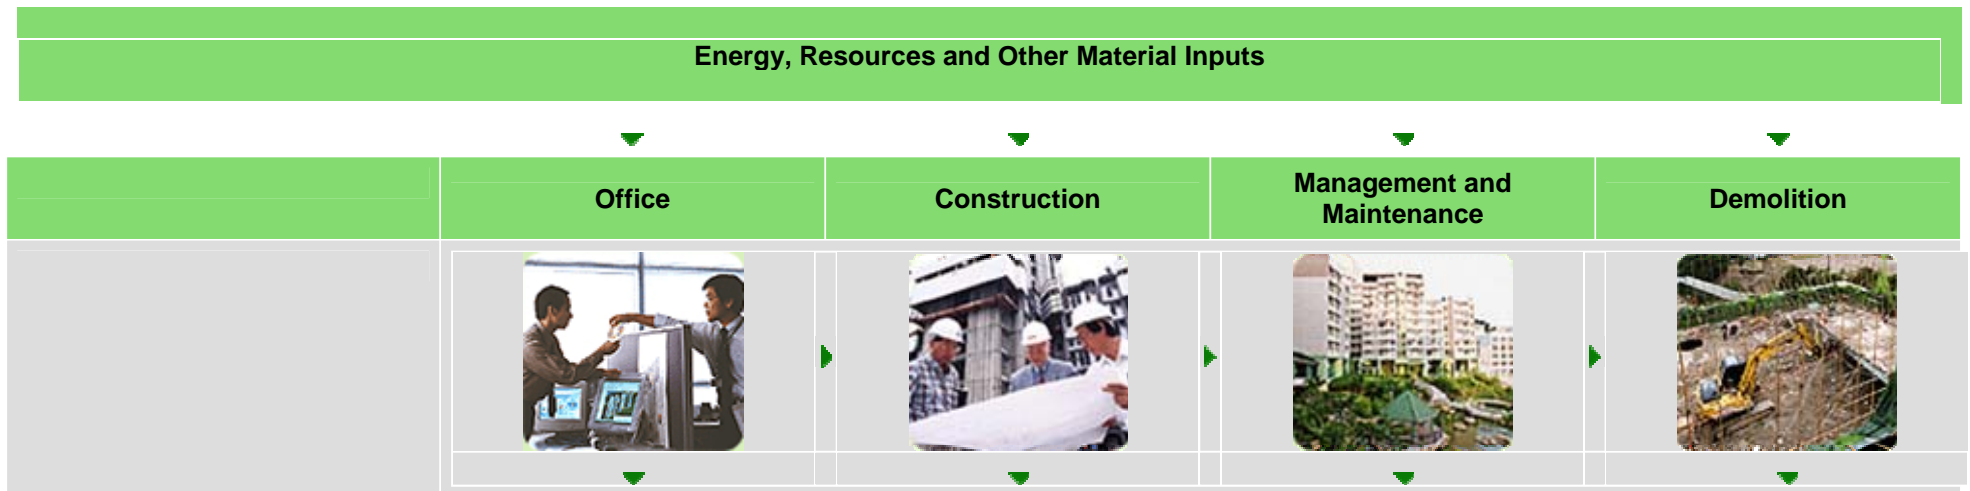 Energy, Resources and Other Material Inputs
Office
Construction
Management and
Maintenance
Demolition